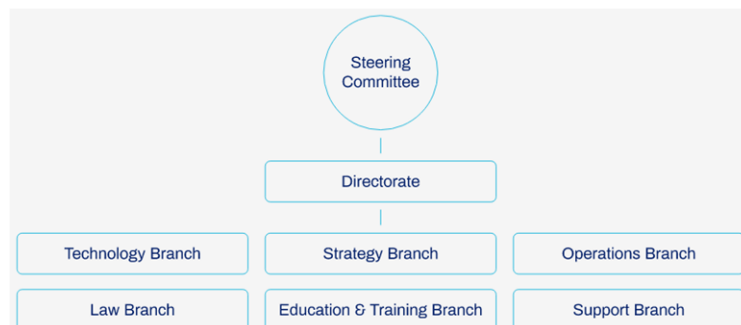 Steering
Committee
Directorate
Technology Branch
Strategy Branch
Operations Branch
Law Branch
Education & Training Branch
Support Branch